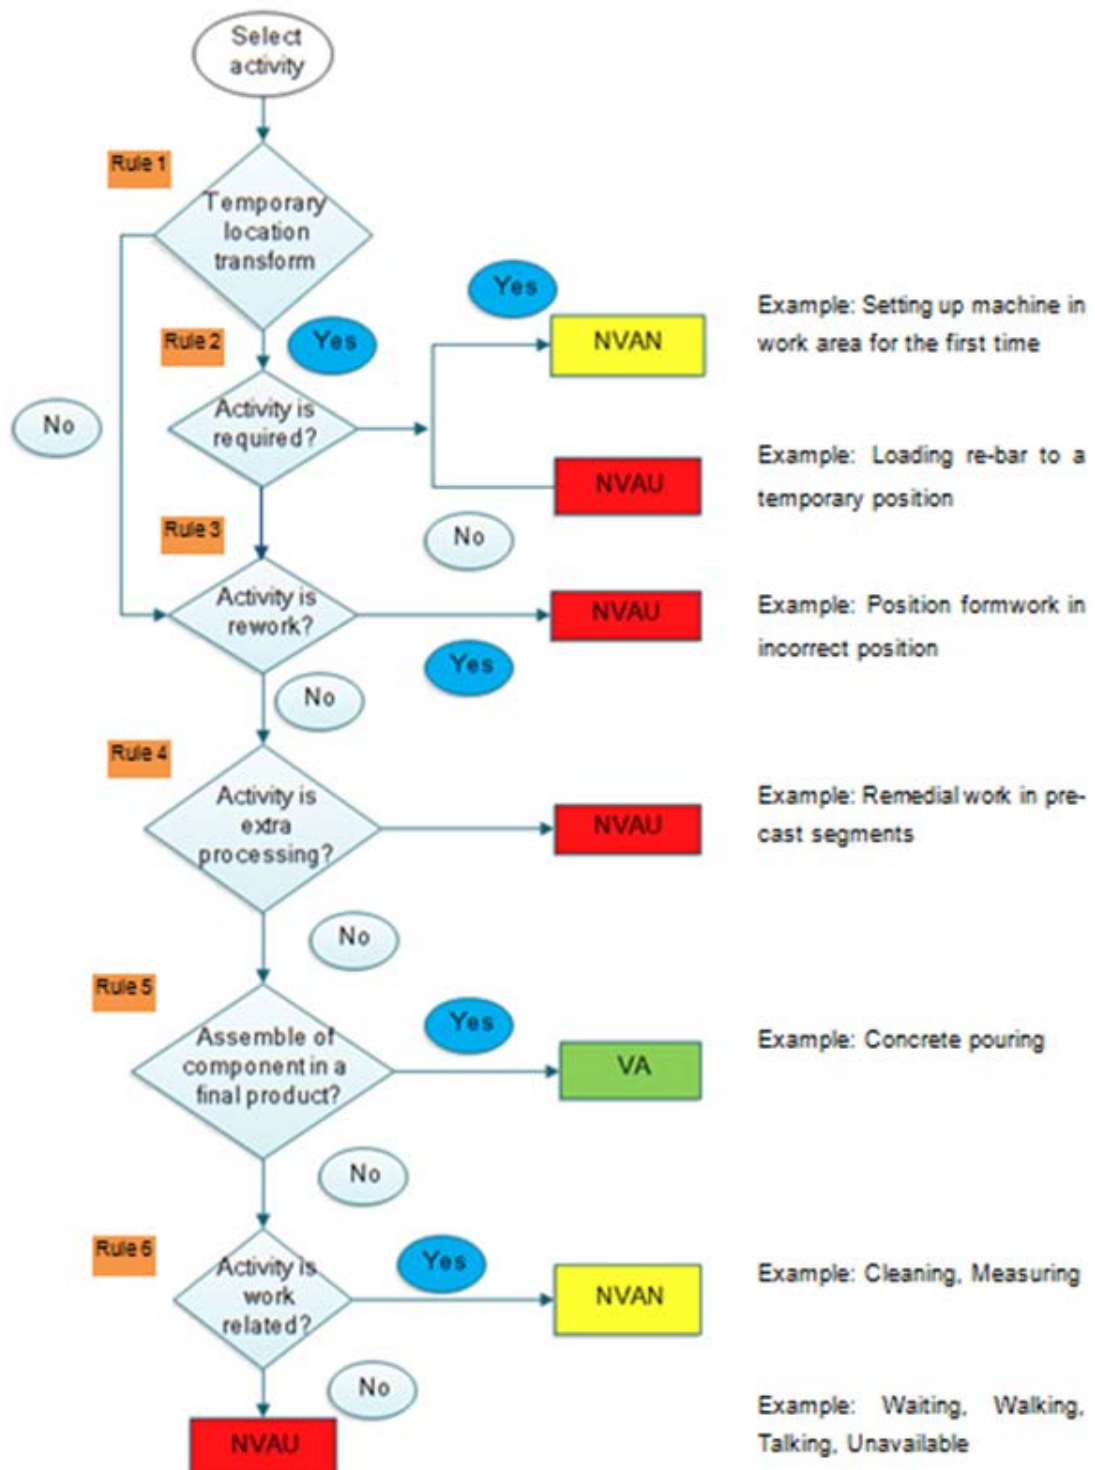 Select
activity
Rule 1
Temporary
location
transform
Yes
Example: Setting up machine in
work area for the first time
NVAN
Rule 2
Yes
Activity is
required?
No
Example: Loading re-bar to a
temporary position
NVAU
No
Rule 3
Activity is
rework?
NVAU
Example: Position formwork in
incorrect position
Yes
No
Rule 4
Activity is
extra
processing?
NVAU
Example: Remedial work in pre-
cast segments
No
Rule 5
Assemble of
component in a
final product?
Yes
VA
Example: Concrete pouring
No
Rule 6
Activity is
work
related?
Yes
NVAN
Example: Cleaning, Measuring
No
NVAU
Example: Waiting, Walking,
Talking, Unavailable